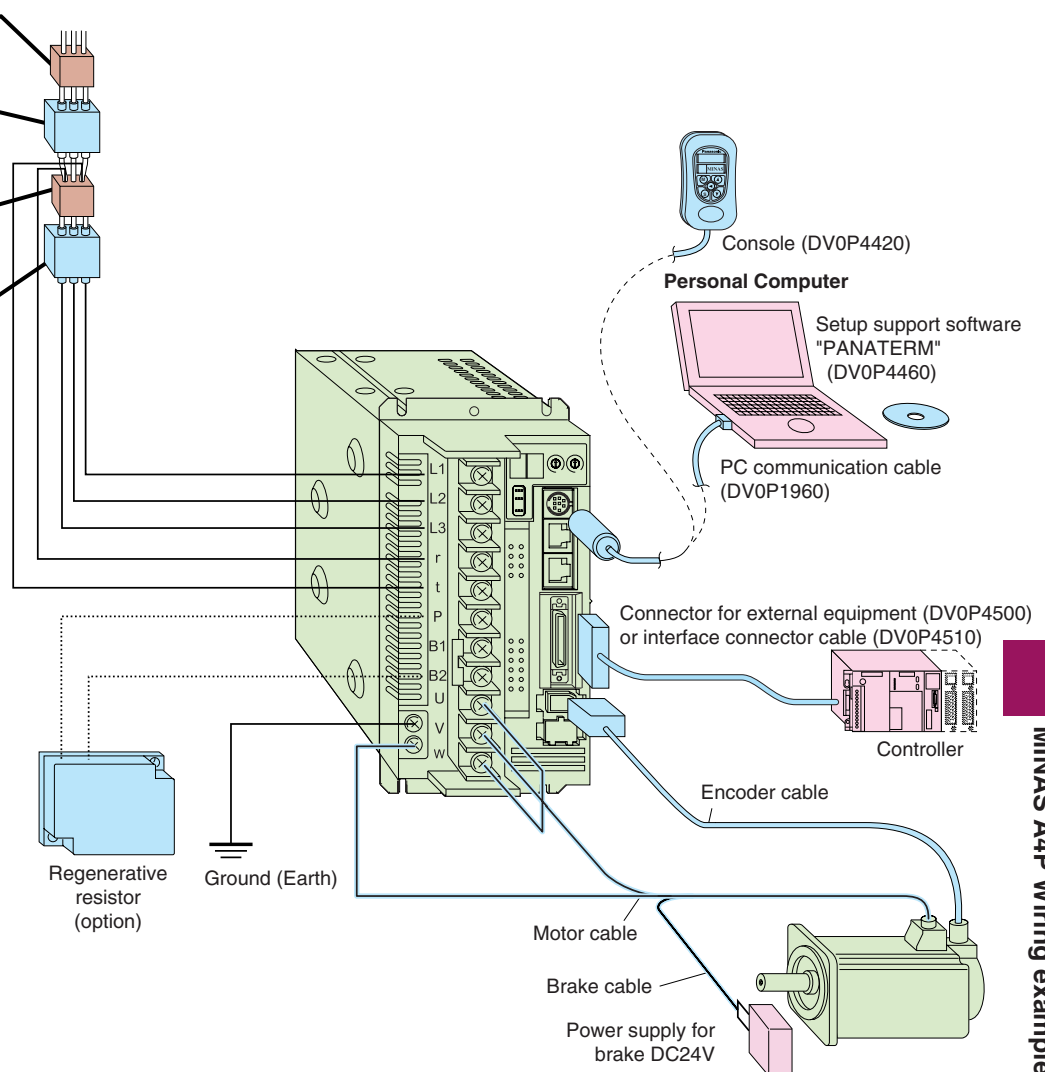 Panasonic
MINAS
Console (DV0P4420)
Personal Computer
Setup support software
"PANATERM"
(DV0P4460)
PC communication cable
(DV0P1960)
L1
L2
L3
r
t
P
B1
B2
U
V
W
Connector for external equipment (DV0P4500)
or interface connector cable (DV0P4510)
Controller
Encoder cable
Regenerative
resistor
(option)
Ground (Earth)
Motor cable
Brake cable
Power supply for
brake DC24V
MINAS A4P Wiring example